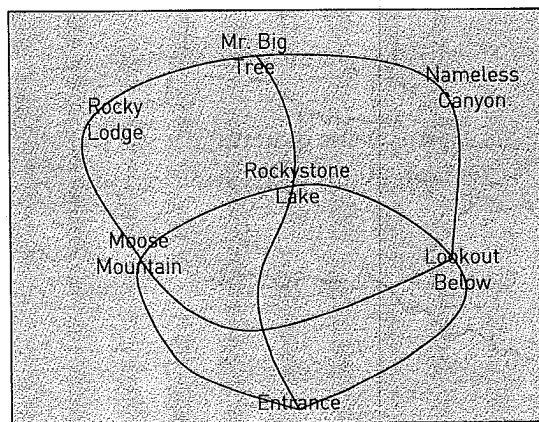 Mr. Big
Tree
Nameless
Canyon
Rocky
Lodge
Rockystone
Lake
Moose
Mountain
Lookout
Below
Entrance